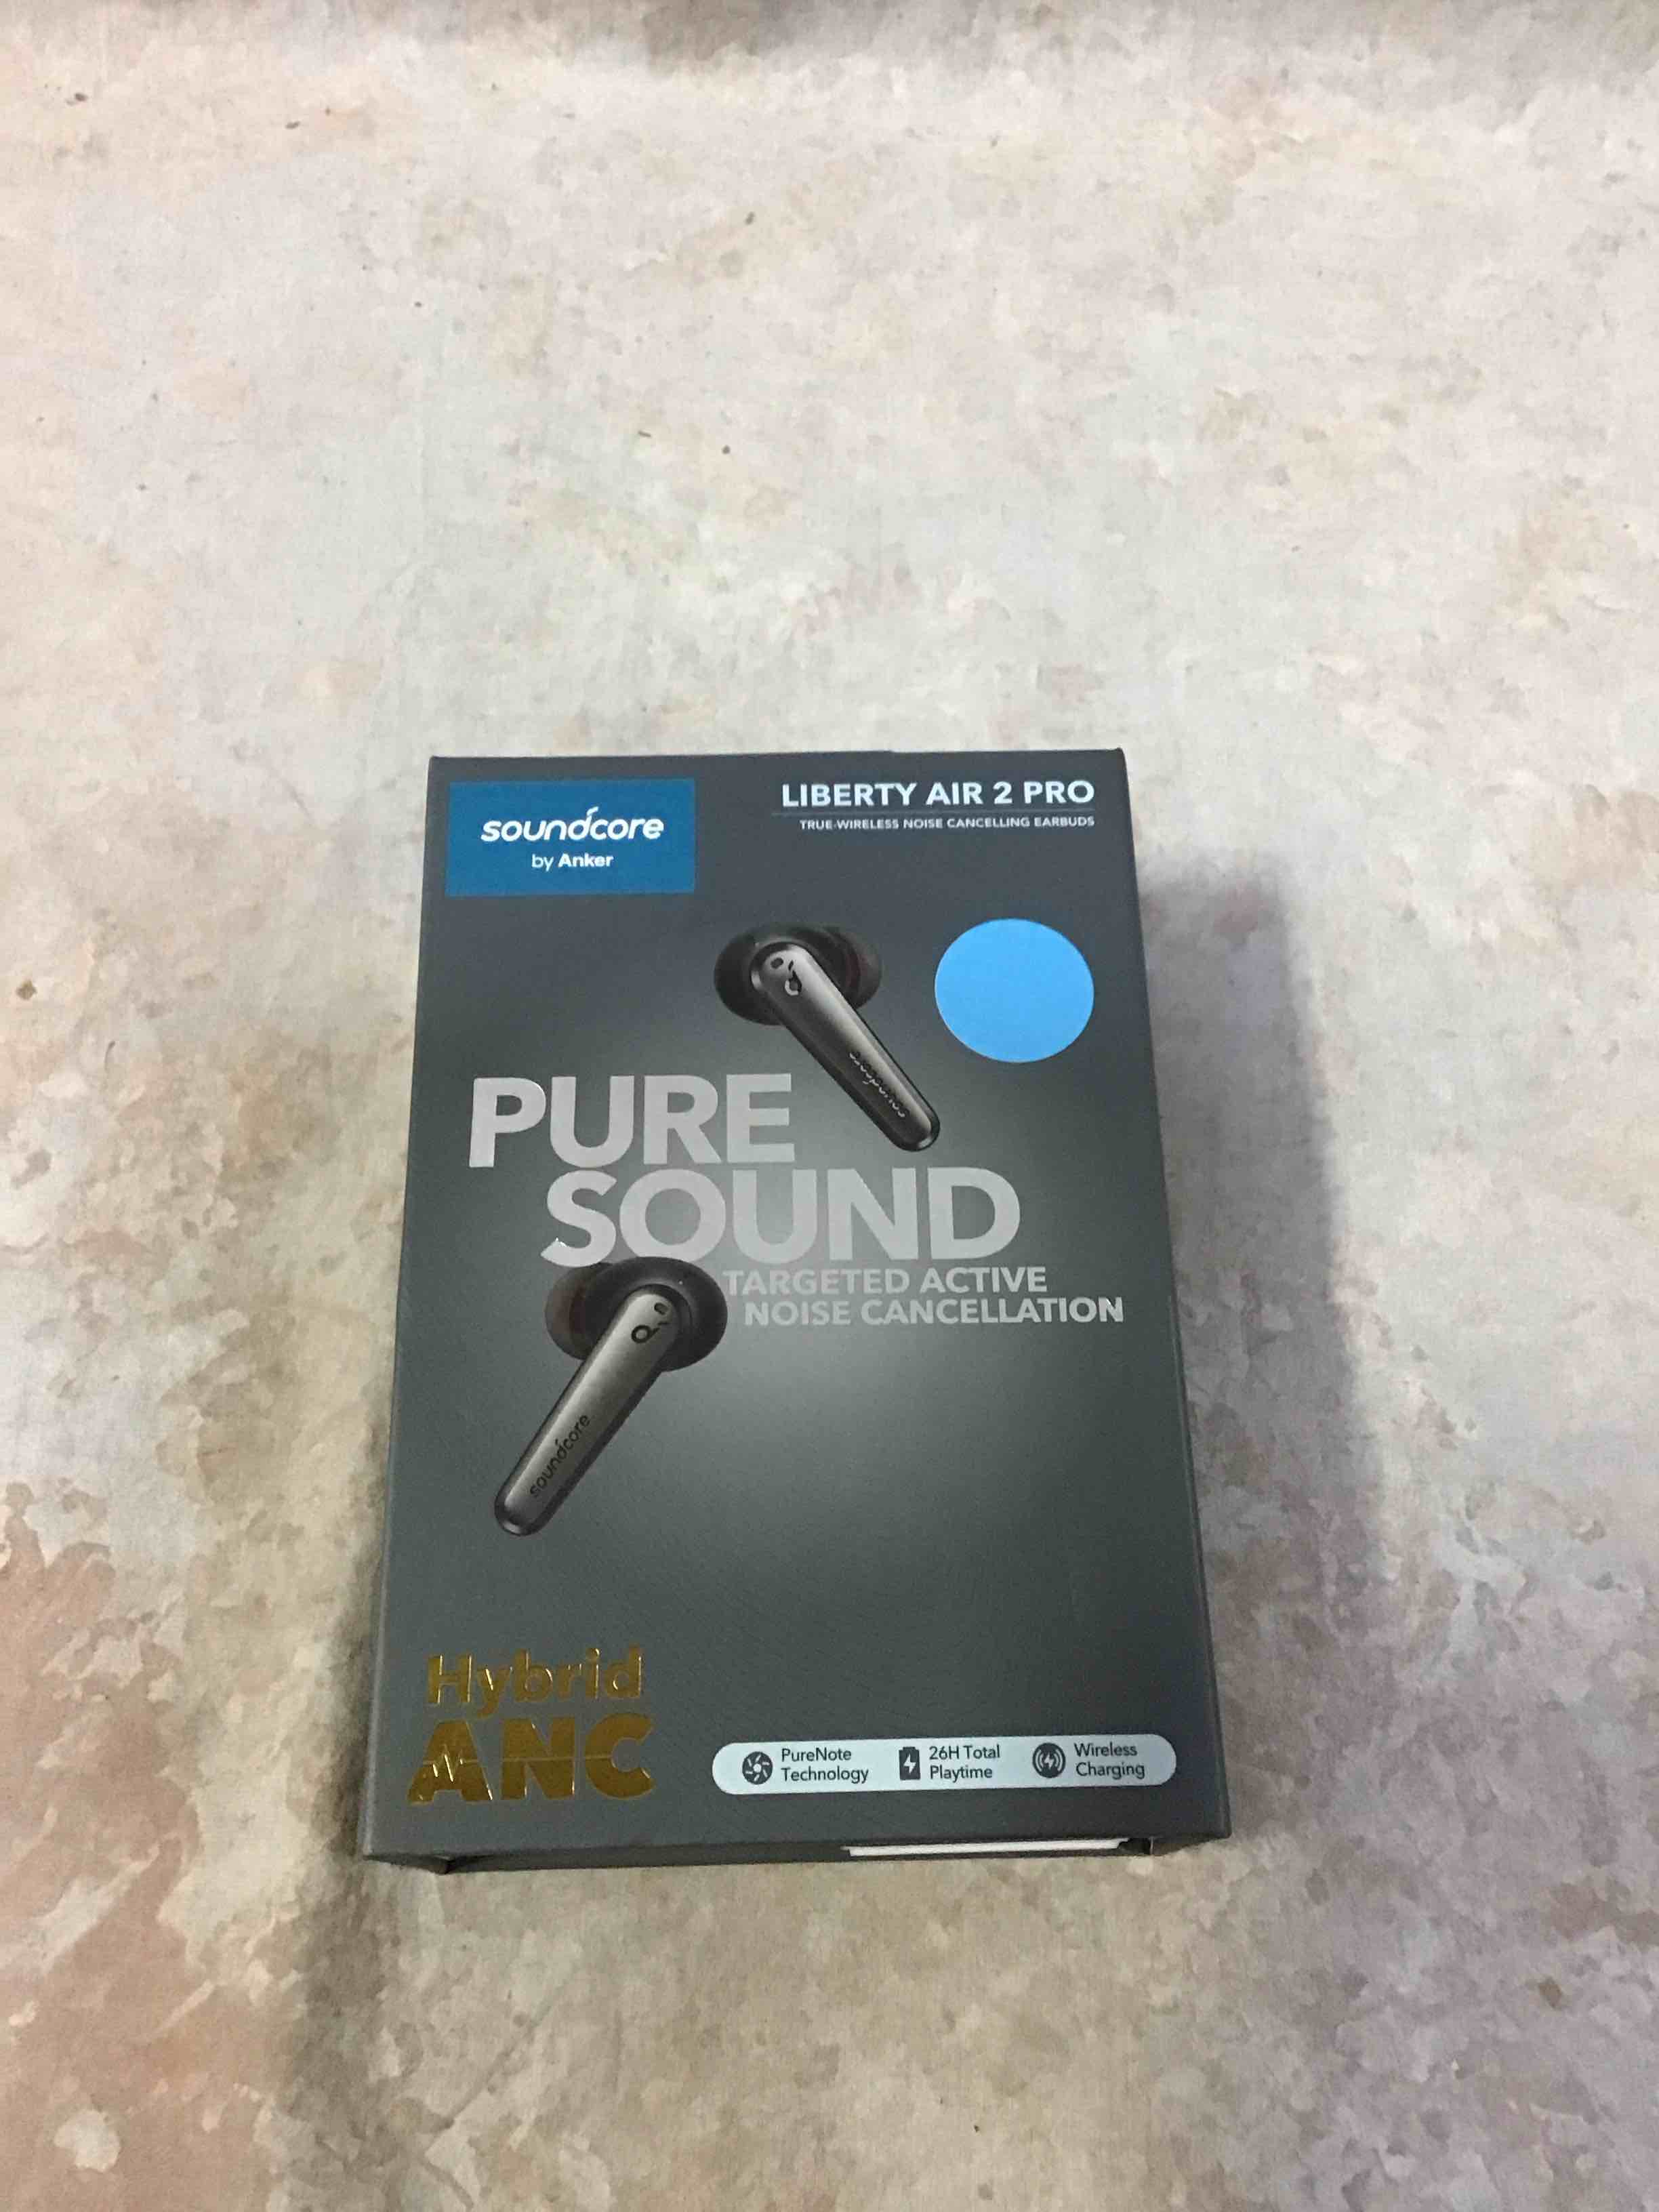 soundcore
by Anker
LIBERTY AIR 2 PRO
TRUE-WIRELESS NOISE CANCELLING EARBUDS
soundcore
PURE
SOUND
TARGETED ACTIVE
NOISE CANCELLATION
soundcore
Hybrid
ANC
PureNote
Technology
26H Total
Playtime
Wireless
Charging